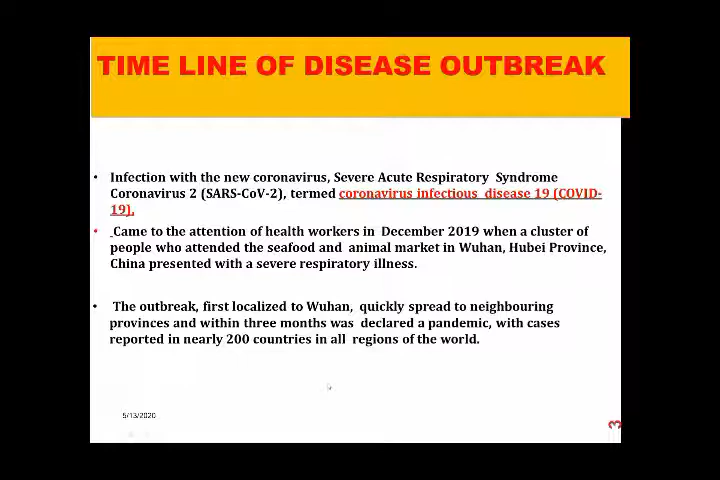 TIME LINE OF DISEASE OUTBREAK
• Infection with the new coronavirus, Severe Acute Respiratory Syndrome
Coronavirus 2 (SARS-CoV-2), termed coronavirus infectious disease 19 (COVID-
19),
• Came to the attention of health workers in December 2019 when a cluster of
people who attended the seafood and animal market in Wuhan, Hubei Province,
China presented with a severe respiratory illness.
• The outbreak, first localized to Wuhan, quickly spread to neighbouring
provinces and within three months was declared a pandemic, with cases
reported in nearly 200 countries in all regions of the world.
5/13/2020
3